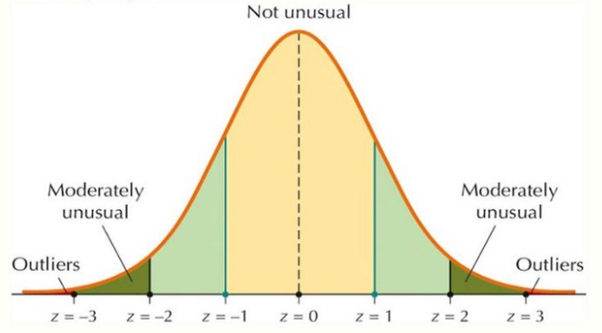 Not unusual
Moderately
unusual
Moderately
unusual
Outliers
Outliers
z = –3
z = –2
z = –1
z = 0
z = 1
z = 2
z = 3